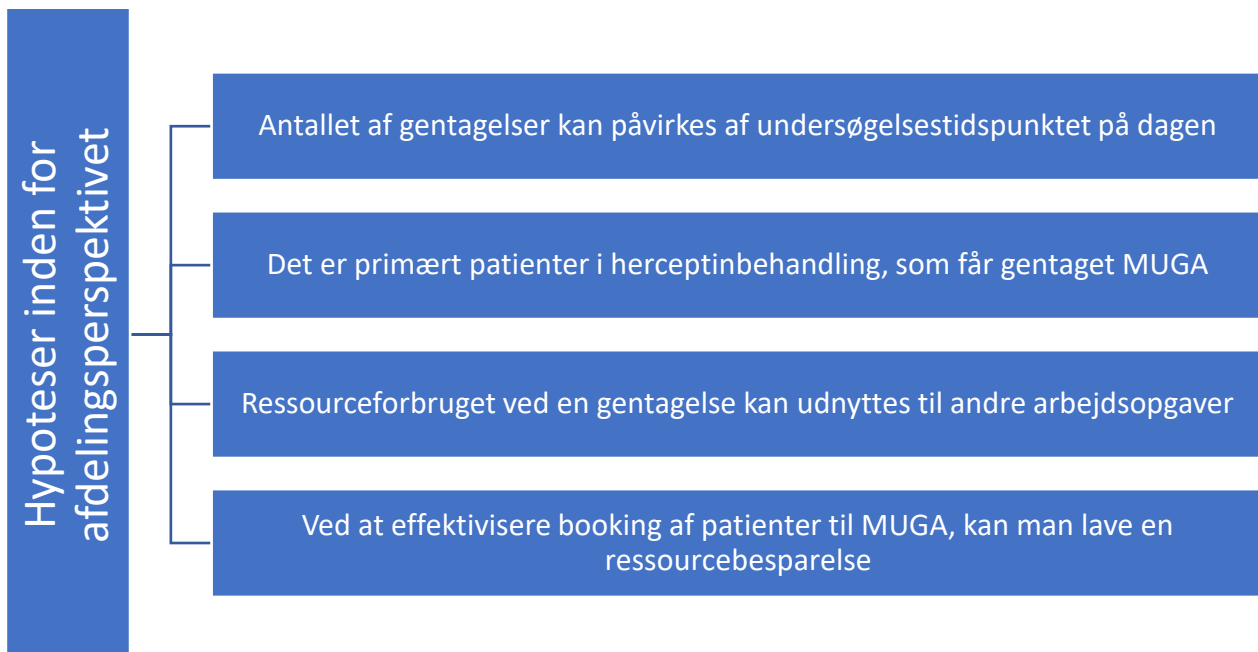 Hypoteser inden for
afdelingsperspektivet
Antallet af gentagelser kan påvirkes af undersøgelsestidspunktet på dagen
Det er primært patienter i herceptinbehandling, som får gentaget MUGA
Ressourceforbruget ved en gentagelse kan udnyttes til andre arbejdsopgaver
Ved at effektivisere booking af patienter til MUGA, kan man lave en
ressourcebesparelse